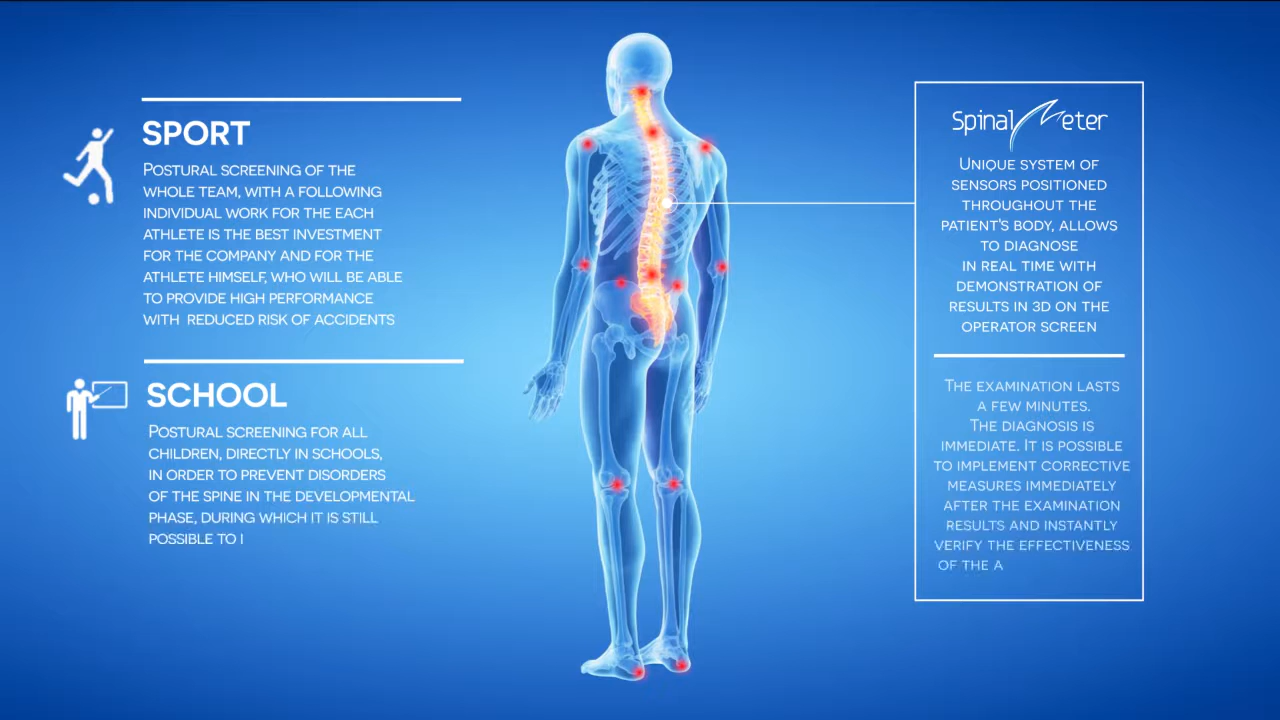 SPORT
POSTURAL SCREENING OF THE
WHOLE TEAM, WITH A FOLLOWING
INDIVIDUAL WORK FOR THE EACH
ATHLETE IS THE BEST INVESTMENT
FOR THE COMPANY AND FOR THE
ATHLETE HIMSELF, WHO WILL BE ABLE
TO PROVIDE HIGH PERFORMANCE
WITH REDUCED RISK OF ACCIDENTS
SCHOOL
POSTURAL SCREENING FOR ALL
CHILDREN, DIRECTLY IN SCHOOLS,
IN ORDER TO PREVENT DISORDERS
OF THE SPINE IN THE DEVELOPMENTAL
PHASE, DURING WHICH IT IS STILL
POSSIBLE TO I
Spinal Meter
UNIQUE SYSTEM OF
SENSORS POSITIONED
THROUGHOUT THE
PATIENT'S BODY, ALLOWS
TO DIAGNOSE
IN REAL TIME WITH
DEMONSTRATION OF
RESULTS IN 3D ON THE
OPERATOR SCREEN
THE EXAMINATION LASTS
A FEW MINUTES.
THE DIAGNOSIS IS
IMMEDIATE. IT IS POSSIBLE
TO IMPLEMENT CORRECTIVE
MEASURES IMMEDIATELY
AFTER THE EXAMINATION
RESULTS AND INSTANTLY
VERIFY THE EFFECTIVENESS
OF THE A